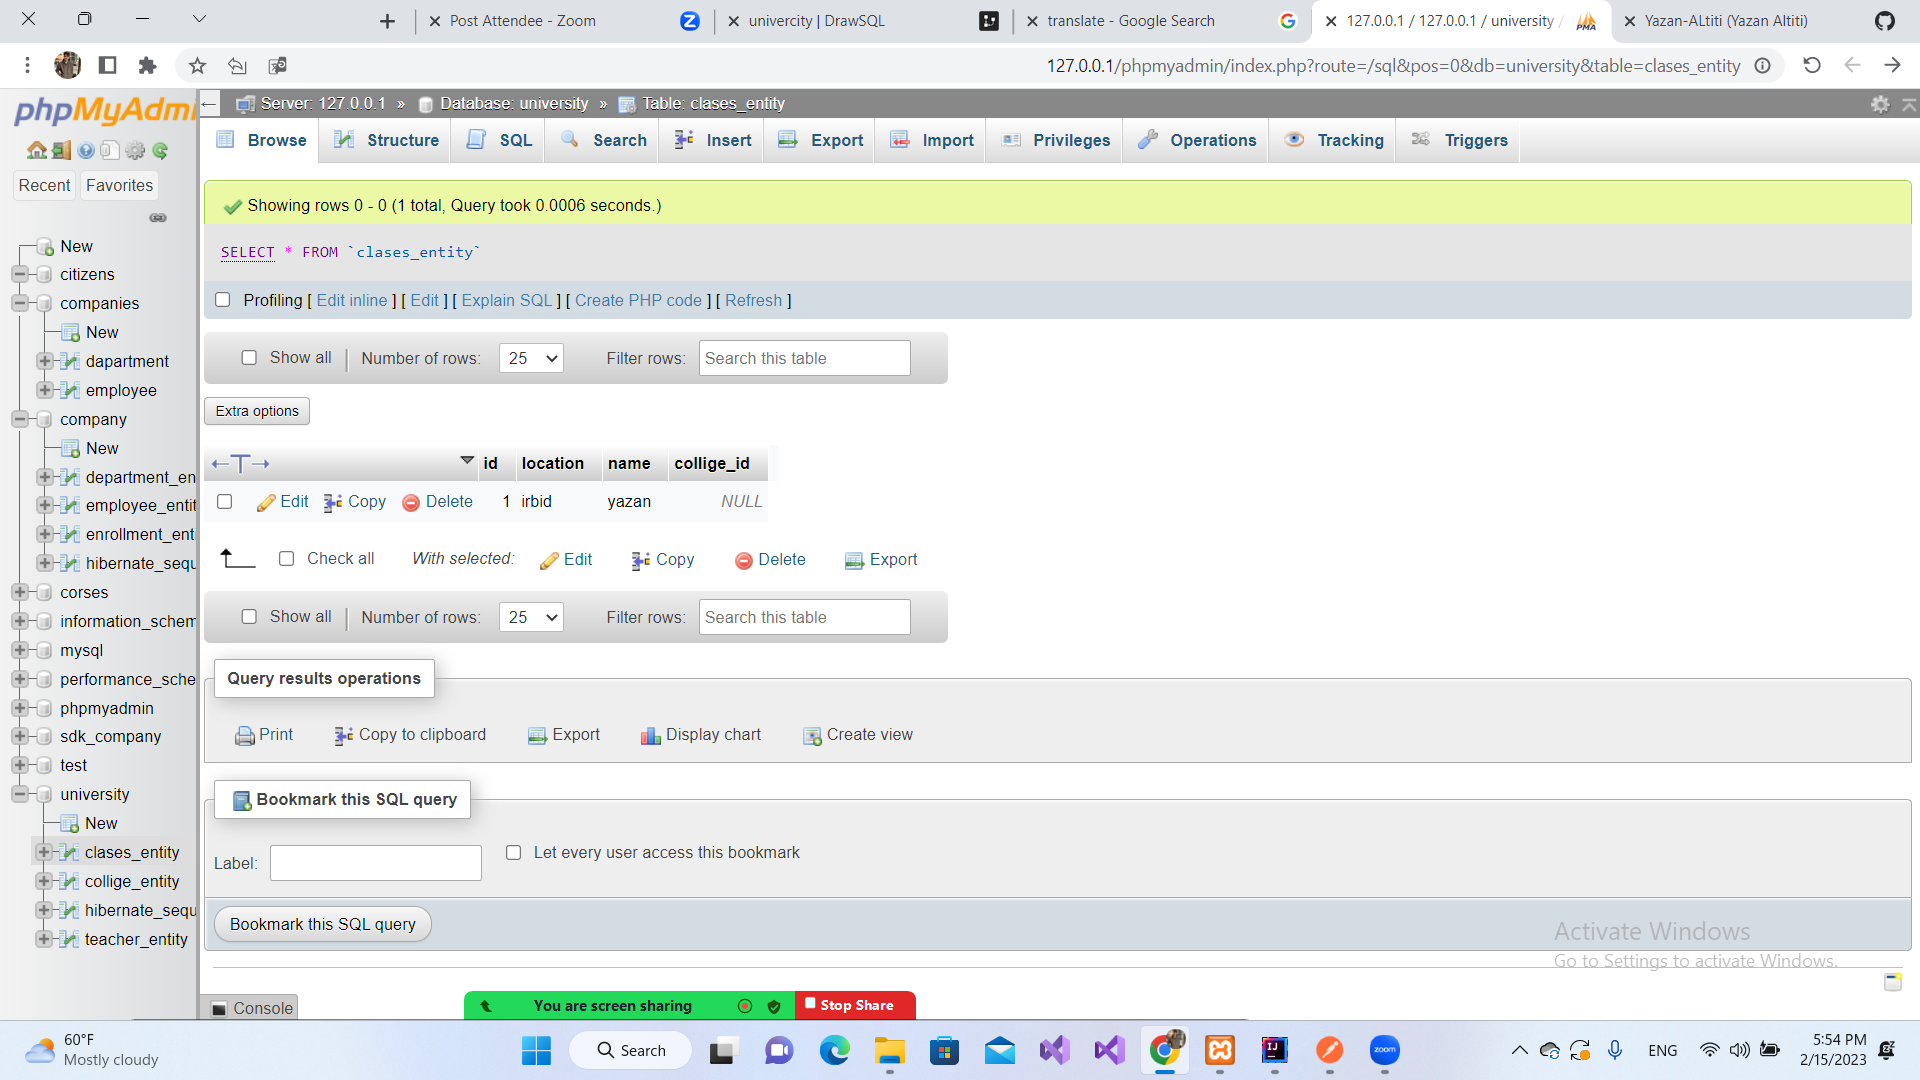 Post Attendee - Zoom
univercity | DrawSQL
translate - Google Search
127.0.0.1 / 127.0.0.1 / university /
Yazan-ALtiti (Yazan Altiti)
127.0.0.1/phpmyadmin/index.php?route=/sql&pos=0&db=university&table=clases_entity
phpMyAdmi
Server: 127.0.0.1 » Database: university » Table: clases_entity
Browse Structure SQL Search Insert Export Import Privileges Operations Tracking Triggers
Recent Favorites
New
citizens
companies
New
dapartment
employee
company
New
department_en
employee_entit
enrollment_enti
hibernate_sequ
corses
information_schem
mysql
performance_sche
phpmyadmin
sdk_company
test
university
New
clases_entity
collige_entity
hibernate_sequ
teacher_entity
Showing rows 0 - 0 (1 total, Query took 0.0006 seconds.)
SELECT * FROM `clases_entity`
Profiling [ Edit inline ] [ Edit ] [ Explain SQL ] [ Create PHP code ] [ Refresh ]
Show all Number of rows: 25 Filter rows: Search this table
Extra options
←T→ id location name collige_id
Edit Copy Delete 1 irbid yazan NULL
Check all With selected: Edit Copy Delete Export
Show all Number of rows: 25 Filter rows: Search this table
Query results operations
Print Copy to clipboard Export Display chart Create view
Bookmark this SQL query
Label: Let every user access this bookmark
Bookmark this SQL query
Activate Windows
Go to Settings to activate Windows.
Console
You are screen sharing Stop Share
60°F
Mostly cloudy
Search
zoom
ENG
5:54 PM
2/15/2023